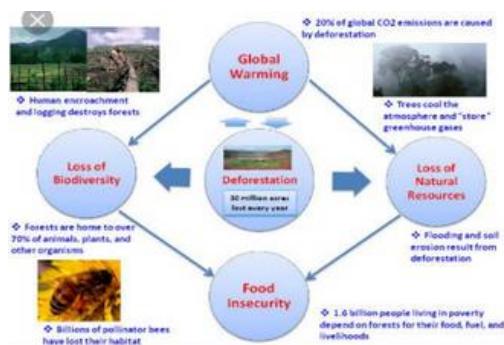 ❖ 20% of global CO2 emissions are caused
by deforestation
Global
Warming
❖ Human encroachment
and logging destroys forests
❖ Trees cool the
atmosphere and "store"
greenhouse gases
Loss of
Biodiversity
Deforestation
30 million acres
lost every year
Loss of
Natural
Resources
❖ Forests are home to over
70% of animals, plants, and
other organisms
❖ Flooding and soil
erosion result from
deforestation
Food
Insecurity
❖ Billions of pollinator bees
have lost their habitat
❖ 1.6 billion people living in poverty
depend on forests for their food, fuel, and
livelihoods